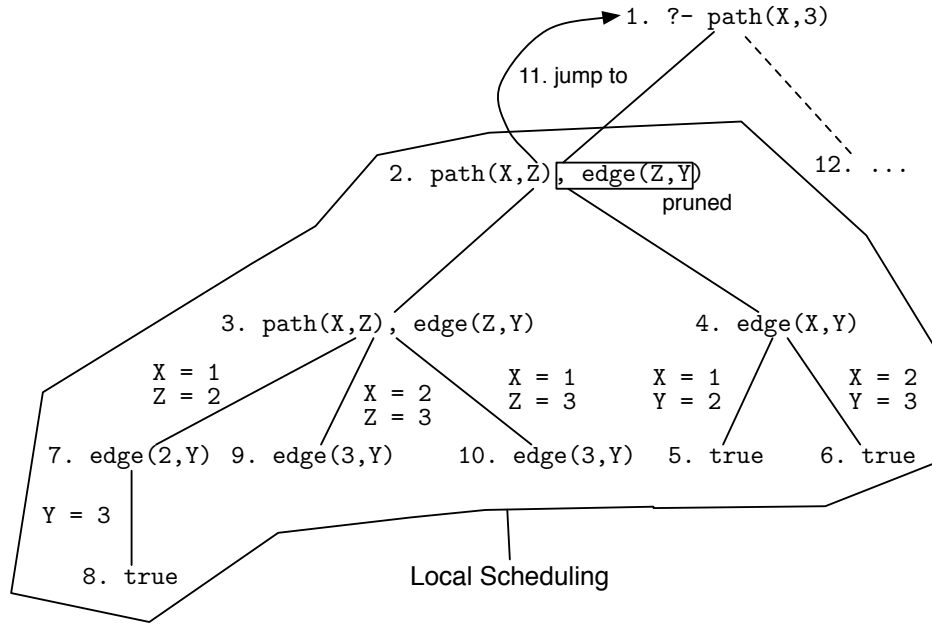 1. ?- path(X,3)
11. jump to
12. ...
2. path(X,Z), edge(Z,Y)
pruned
3. path(X,Z), edge(Z,Y)
4. edge(X,Y)
X = 1
Z = 2
X = 2
Z = 3
X = 1
Z = 3
X = 1
Y = 2
X = 2
Y = 3
7. edge(2,Y)
9. edge(3,Y)
10. edge(3,Y)
5. true
6. true
Y = 3
8. true
Local Scheduling